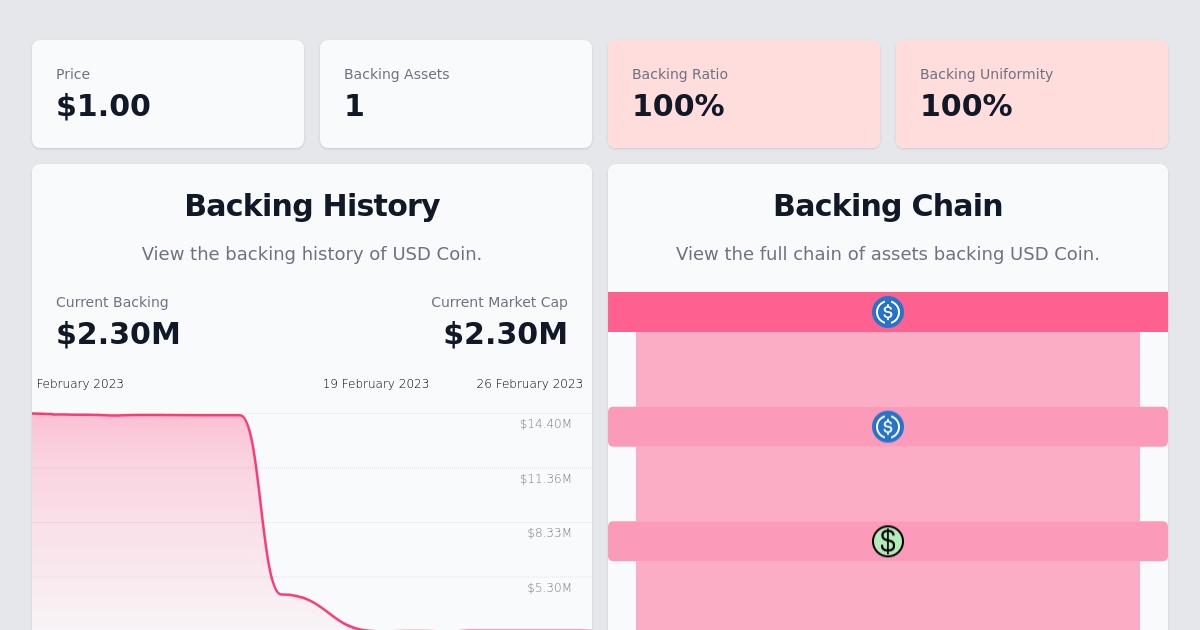 Price
$1.00
Backing Assets
1
Backing Ratio
100%
Backing Uniformity
100%
Backing History
View the backing history of USD Coin.
Current Backing
$2.30M
Current Market Cap
$2.30M
February 2023
19 February 2023
26 February 2023
$14.40M
$11.36M
$8.33M
$5.30M
Backing Chain
View the full chain of assets backing USD Coin.
$
$
$